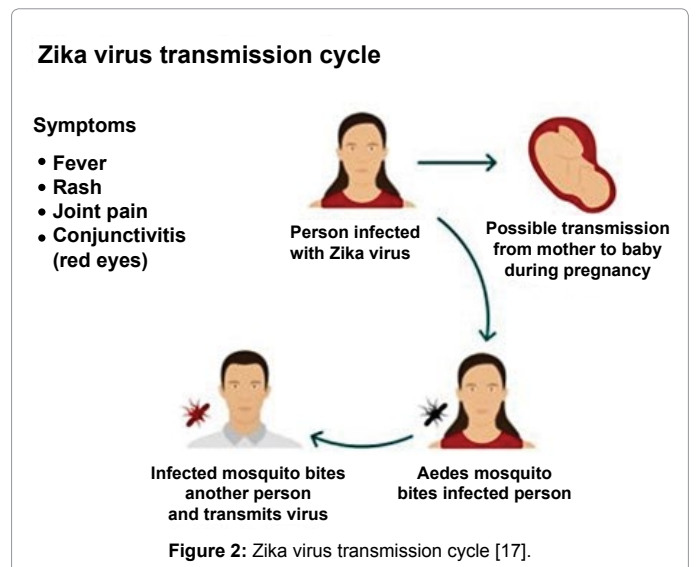 Zika virus transmission cycle
Symptoms
• Fever
• Rash
• Joint pain
• Conjunctivitis
(red eyes)
Person infected
with Zika virus
Possible transmission
from mother to baby
during pregnancy
Infected mosquito bites
another person
and transmits virus
Aedes mosquito
bites infected person
Figure 2: Zika virus transmission cycle [17].